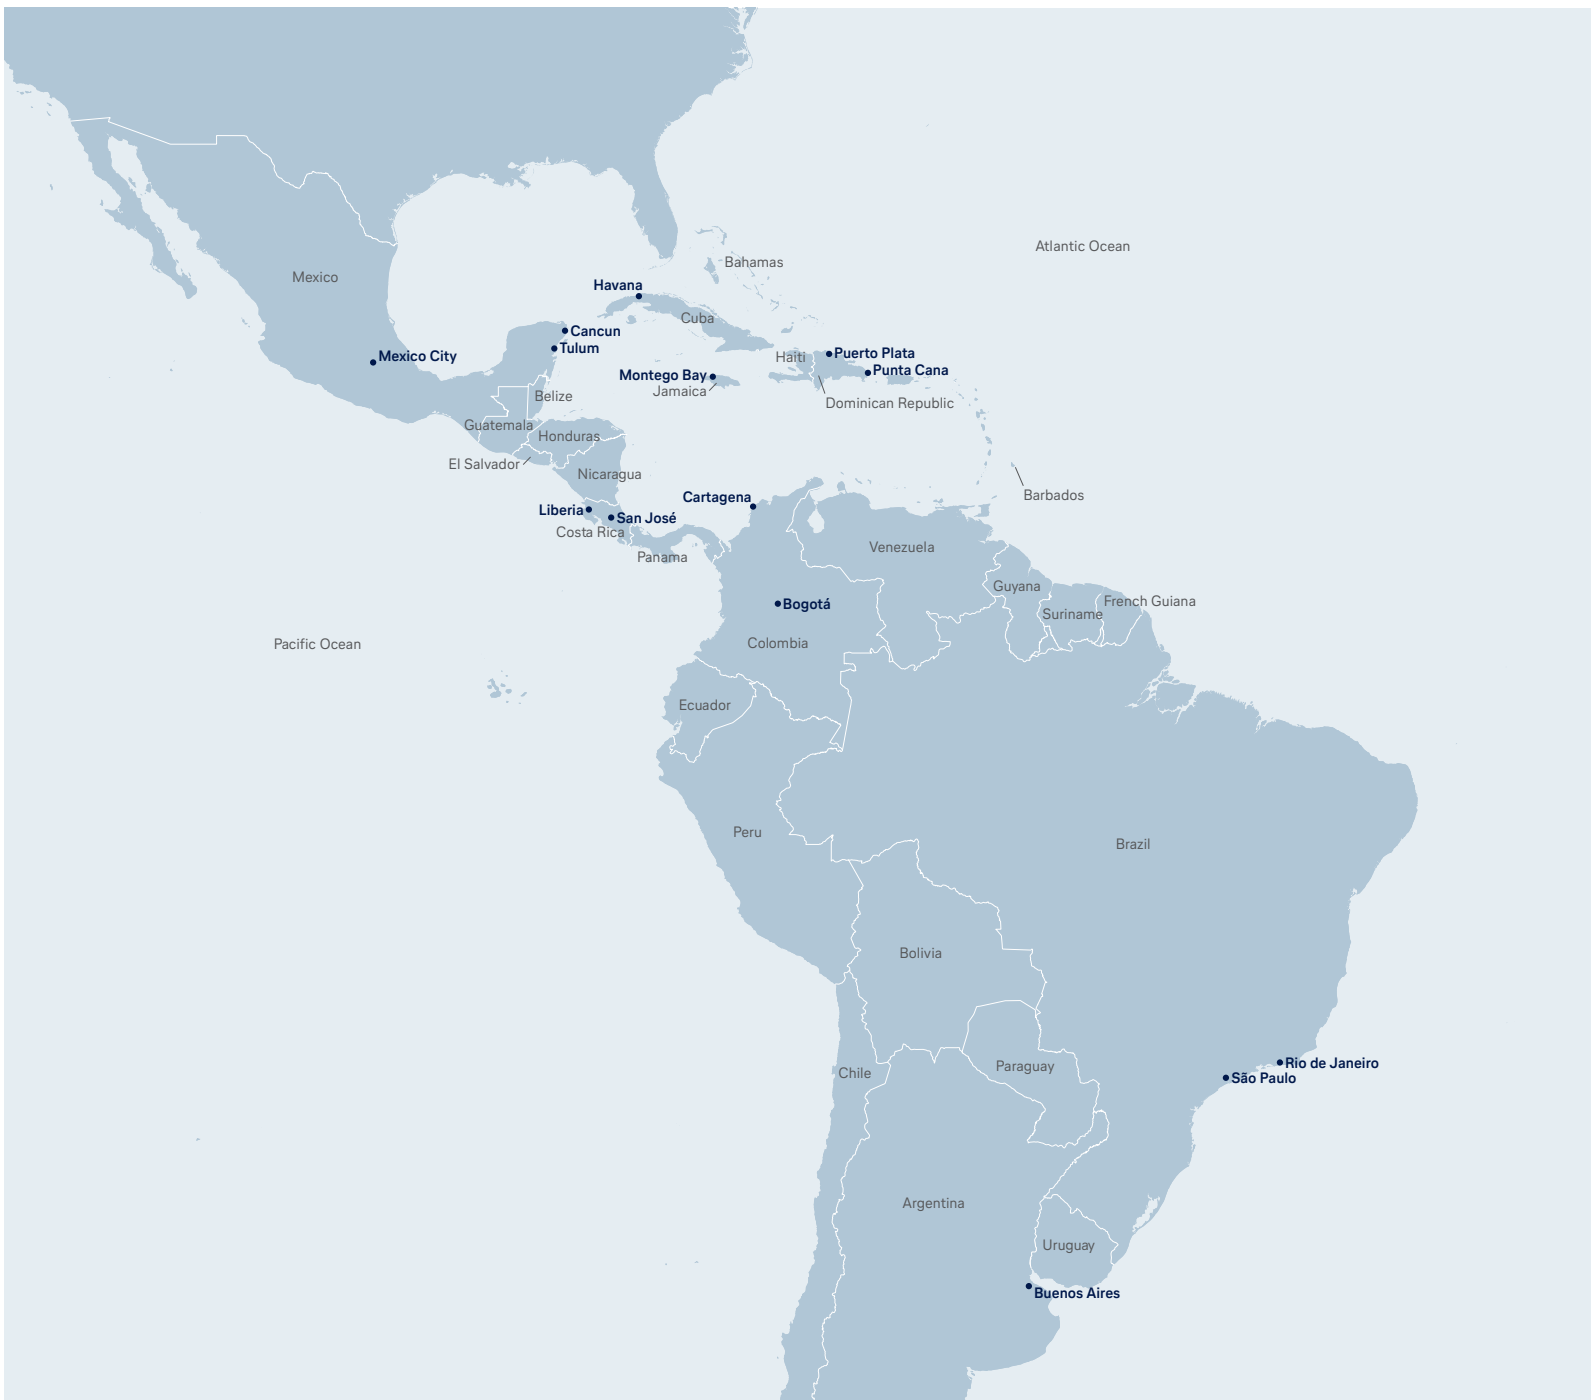 Atlantic Ocean
Bahamas
Mexico
Havana
Cuba
Cancun
Tulum
Mexico City
Haiti
Puerto Plata
Punta Cana
Montego Bay
Jamaica
Dominican Republic
Belize
Guatemala
Honduras
El Salvador
Nicaragua
Barbados
Cartagena
Liberia
San José
Costa Rica
Panama
Venezuela
Guyana
French Guiana
Suriname
Bogotá
Colombia
Pacific Ocean
Ecuador
Peru
Brazil
Bolivia
Rio de Janeiro
São Paulo
Paraguay
Chile
Argentina
Uruguay
Buenos Aires